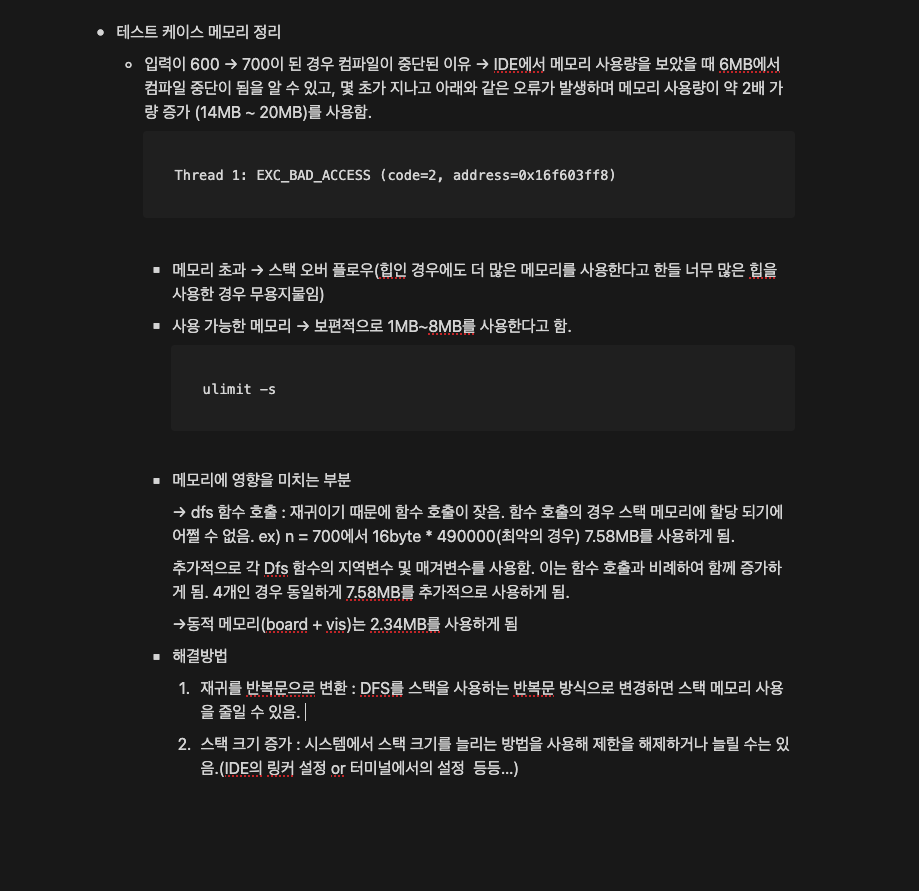 테스트 케이스 메모리 정리
입력이 600 → 700이 된 경우 컴파일이 중단된 이유 → IDE에서 메모리 사용량을 보았을 때 6MB에서
컴파일 중단이 됨을 알 수 있고, 몇 초가 지나고 아래와 같은 오류가 발생하며 메모리 사용량이 약 2배 가
량 증가 (14MB ~ 20MB)를 사용함.
Thread 1: EXC_BAD_ACCESS (code=2, address=0x16f603ff8)
메모리 초과 → 스택 오버 플로우(힙인 경우에도 더 많은 메모리를 사용한다고 한들 너무 많은 힙을
사용한 경우 무용지물임)
사용 가능한 메모리 → 보편적으로 1MB~8MB를 사용한다고 함.
ulimit -s
메모리에 영향을 미치는 부분
→ dfs 함수 호출 : 재귀이기 때문에 함수 호출이 잦음. 함수 호출의 경우 스택 메모리에 할당 되기에
어쩔 수 없음. ex) n = 700에서 16byte * 490000(최악의 경우) 7.58MB를 사용하게 됨.
추가적으로 각 Dfs 함수의 지역변수 및 매겨변수를 사용함. 이는 함수 호출과 비례하여 함께 증가하
게 됨. 4개인 경우 동일하게 7.58MB를 추가적으로 사용하게 됨.
→동적 메모리(board + vis)는 2.34MB를 사용하게 됨
해결방법
1. 재귀를 반복문으로 변환 : DFS를 스택을 사용하는 반복문 방식으로 변경하면 스택 메모리 사용
을 줄일 수 있음.
2. 스택 크기 증가 : 시스템에서 스택 크기를 늘리는 방법을 사용해 제한을 해제하거나 늘릴 수는 있
음.(IDE의 링커 설정 or 터미널에서의 설정 등등...)